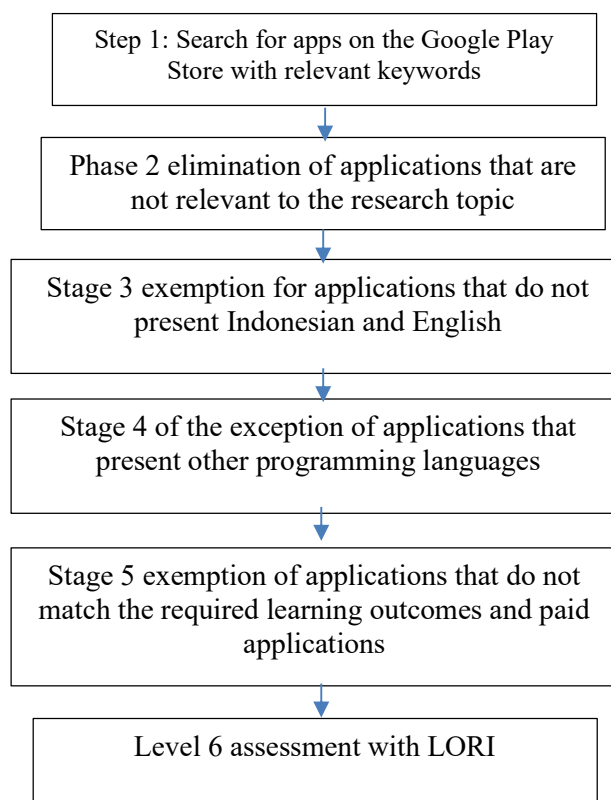 Step 1: Search for apps on the Google Play
Store with relevant keywords
Phase 2 elimination of applications that are
not relevant to the research topic
Stage 3 exemption for applications that do not
present Indonesian and English
Stage 4 of the exception of applications that
present other programming languages
Stage 5 exemption of applications that do not
match the required learning outcomes and paid
applications
Level 6 assessment with LORI